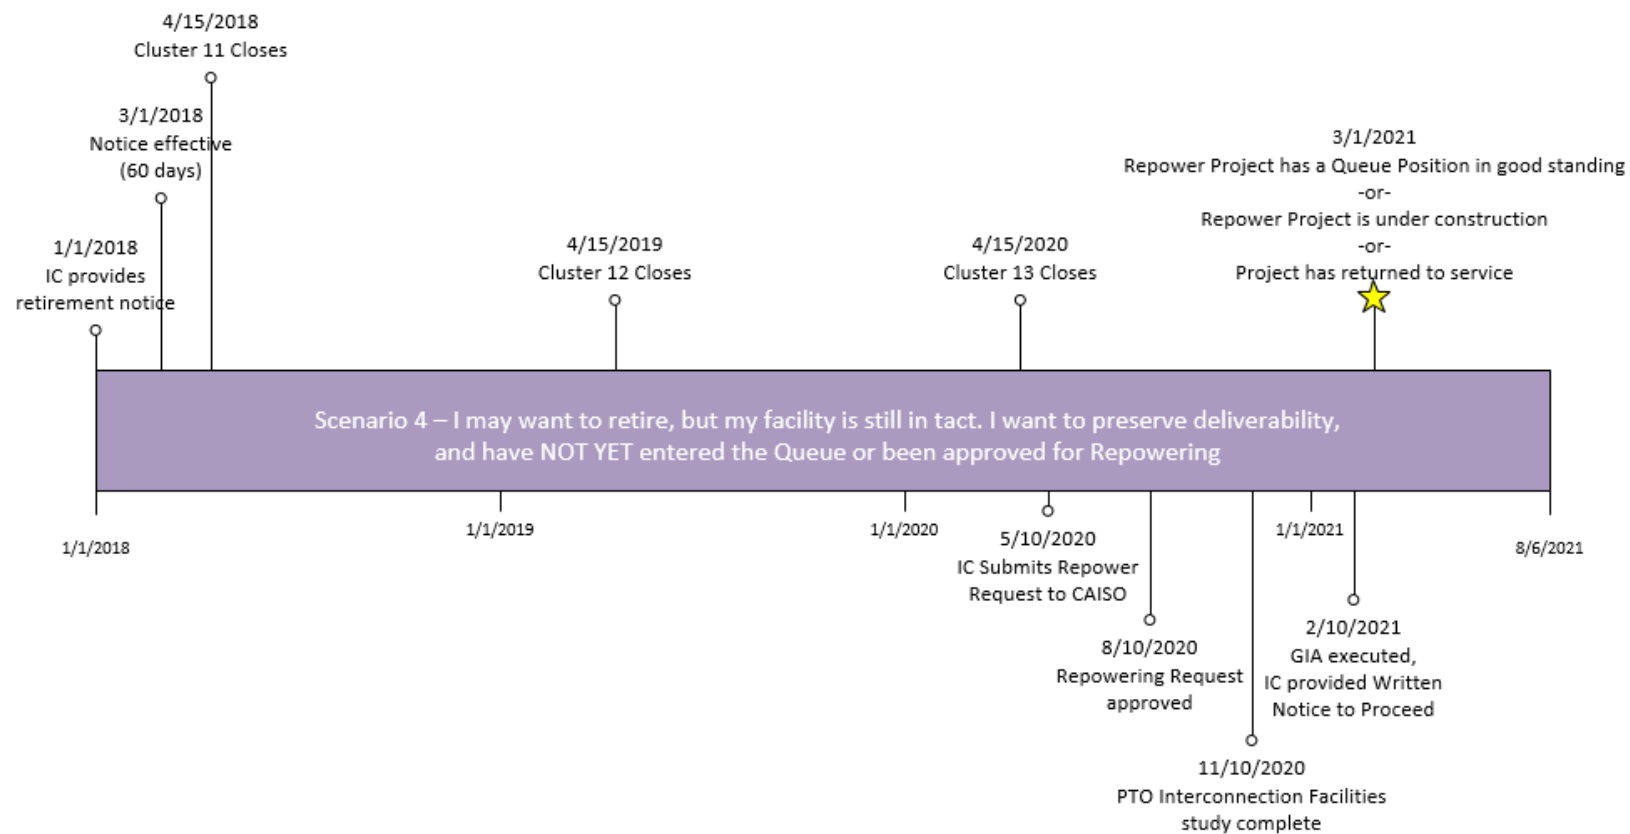 4/15/2018
Cluster 11 Closes
3/1/2018
Notice effective
(60 days)
1/1/2018
IC provides
retirement notice
4/15/2019
Cluster 12 Closes
4/15/2020
Cluster 13 Closes
3/1/2021
Repower Project has a Queue Position in good standing
-or-
Repower Project is under construction
-or-
Project has returned to service
Scenario 4 – I may want to retire, but my facility is still in tact. I want to preserve deliverability,
and have NOT YET entered the Queue or been approved for Repowering
1/1/2018
1/1/2019
1/1/2020
1/1/2021
8/6/2021
5/10/2020
IC Submits Repower
Request to CAISO
8/10/2020
Repowering Request
approved
11/10/2020
PTO Interconnection Facilities
study complete
2/10/2021
GIA executed,
IC provided Written
Notice to Proceed